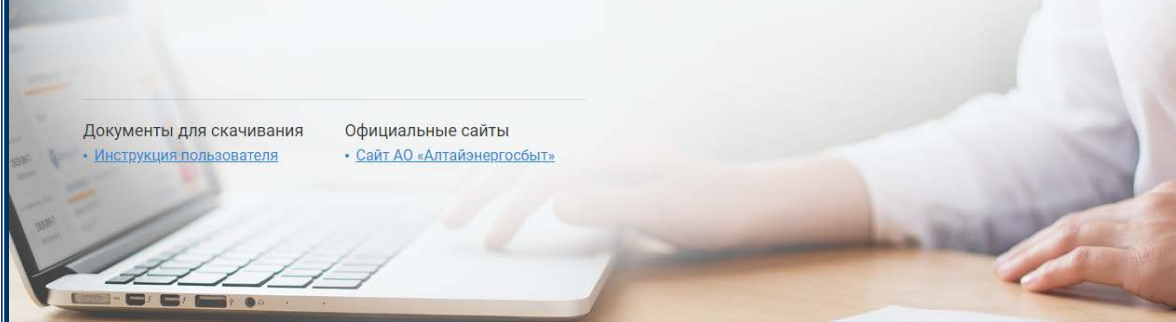 Документы для скачивания
Официальные сайты
• Инструкция пользователя
• Сайт АО «Алтайэнергосбыт»